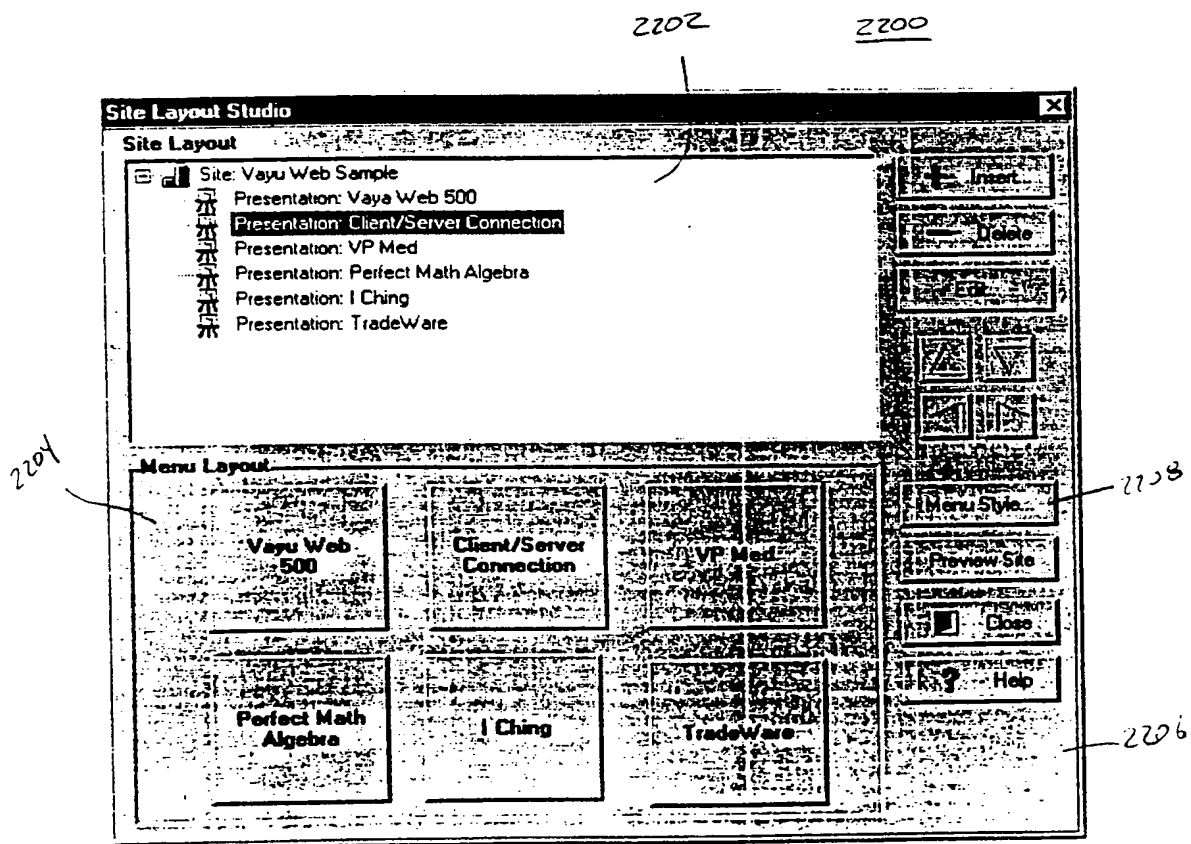 2202 2200
Site Layout Studio
Site Layout
Site: Vayu Web Sample
Presentation: Vaya Web 500
Presentation: Client/Server Connection
Presentation: VP Med
Presentation: Perfect Math Algebra
Presentation: I Ching
Presentation: TradeWare
Insert...
Delete
Edit...
2204
Menu Layout
Vayu Web
500
Client/Server
Connection
VP Med
Perfect Math
Algebra
I Ching
TradeWare
Menu Style...
2208
Preview Site
Close
? Help
2206